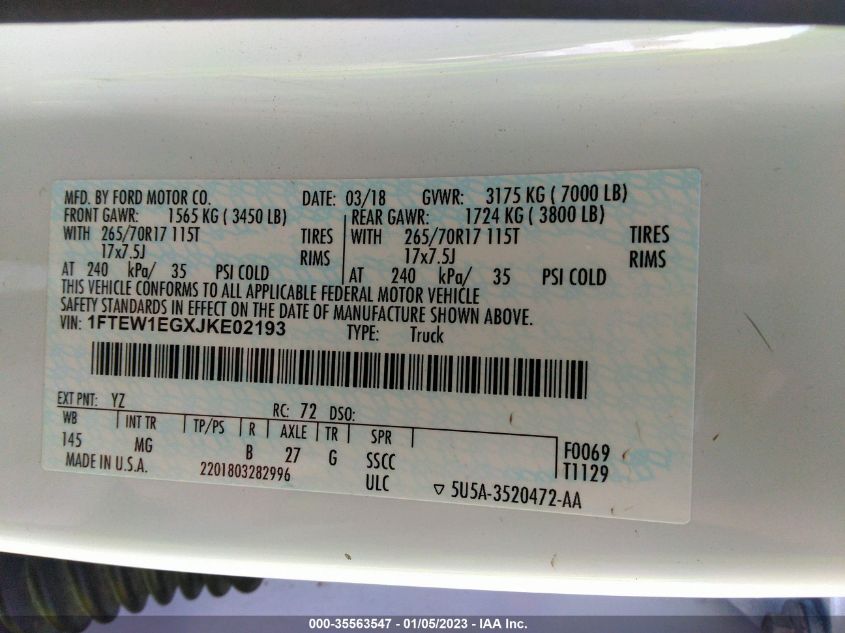 MFD. BY FORD MOTOR CO. DATE: 03/18 GVWR: 3175 KG ( 7000 LB)
FRONT GAWR: 1565 KG ( 3450 LB) REAR GAWR: 1724 KG ( 3800 LB)
WITH 265/70R17 115T TIRES WITH 265/70R17 115T TIRES
17x7.5J RIMS 17x7.5J RIMS
AT 240 kPa/ 35 PSI COLD AT 240 kPa/ 35 PSI COLD
THIS VEHICLE CONFORMS TO ALL APPLICABLE FEDERAL MOTOR VEHICLE
SAFETY STANDARDS IN EFFECT ON THE DATE OF MANUFACTURE SHOWN ABOVE.
VIN: 1FTEW1EGXJKE02193 TYPE: Truck
EXT PNT: YZ RC: 72 DSO:
WB INT TR TP/PS R AXLE TR SPR
145 MG B 27 G SSCC F0069
MADE IN U.S.A. 2201803282996 ULC T1129
▽ 5U5A-3520472-AA
000-35563547 - 01/05/2023 - IAA Inc.